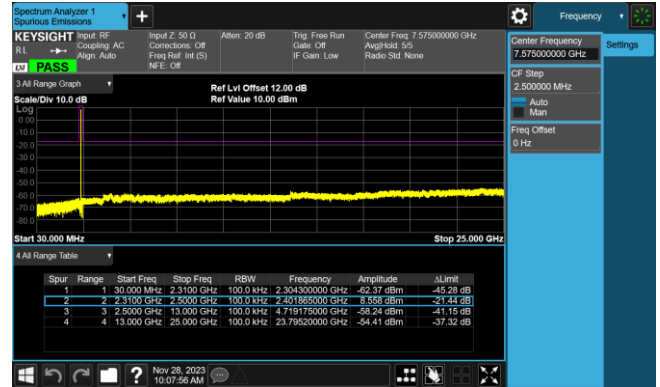 Spectrum Analyzer 1
Spurious Emissions
Frequency
KEYSIGHT
RL
Input: RF
Coupling: AC
Align: Auto
Input Z: 50 Ω
Corrections: Off
Freq Ref: Int (S)
NFE: Off
Atten: 20 dB
Trig: Free Run
Gate: Off
IF Gain: Low
Center Freq: 7.575000000 GHz
Avg|Hold: 5/5
Radio Std: None
LXI PASS
3 All Range Graph
Scale/Div 10.0 dB
Ref Lvl Offset 12.00 dB
Ref Value 10.00 dBm
Log
0.00
-10.0
-20.0
-30.0
-40.0
-50.0
-60.0
-70.0
-80.0
Start 30.000 MHz
Stop 25.000 GHz
4 All Range Table
Spur Range Start Freq Stop Freq RBW Frequency Amplitude ΔLimit
1 1 30.000 MHz 2.3100 GHz 100.0 kHz 2.304300000 GHz -62.37 dBm -45.28 dB
2 2 2.3100 GHz 2.5000 GHz 100.0 kHz 2.401865000 GHz 8.558 dBm -21.44 dB
3 3 2.5000 GHz 13.000 GHz 100.0 kHz 4.719175000 GHz -58.24 dBm -41.15 dB
4 4 13.000 GHz 25.000 GHz 100.0 kHz 23.79520000 GHz -54.41 dBm -37.32 dB
Center Frequency
7.575000000 GHz
Settings
CF Step
2.500000 MHz
Auto
Man
Freq Offset
0 Hz
Nov 28, 2023
10:07:56 AM